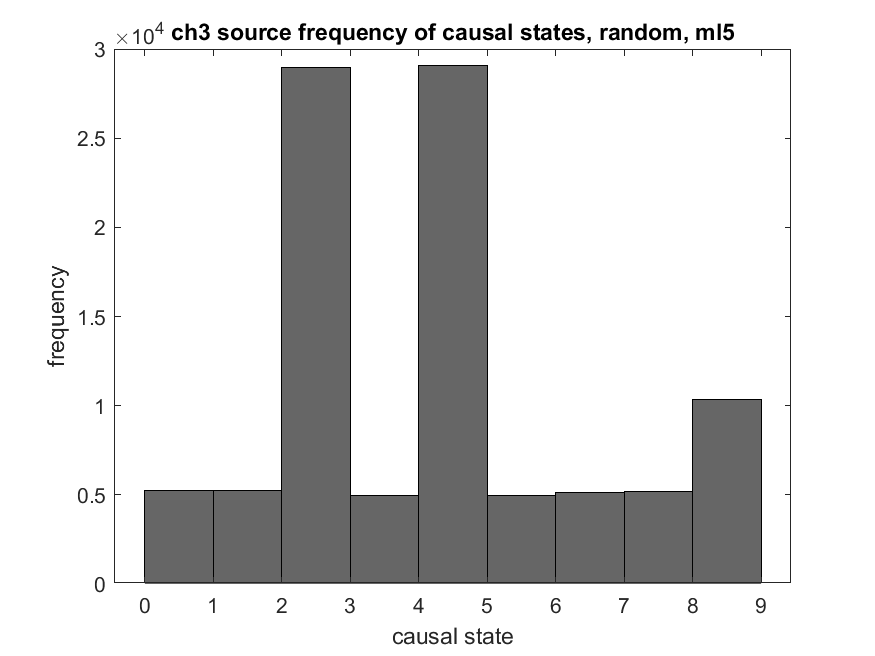 ×10⁴ ch3 source frequency of causal states, random, ml5
3
2.5
2
1.5
1
0.5
0
frequency
0 1 2 3 4 5 6 7 8 9
causal state